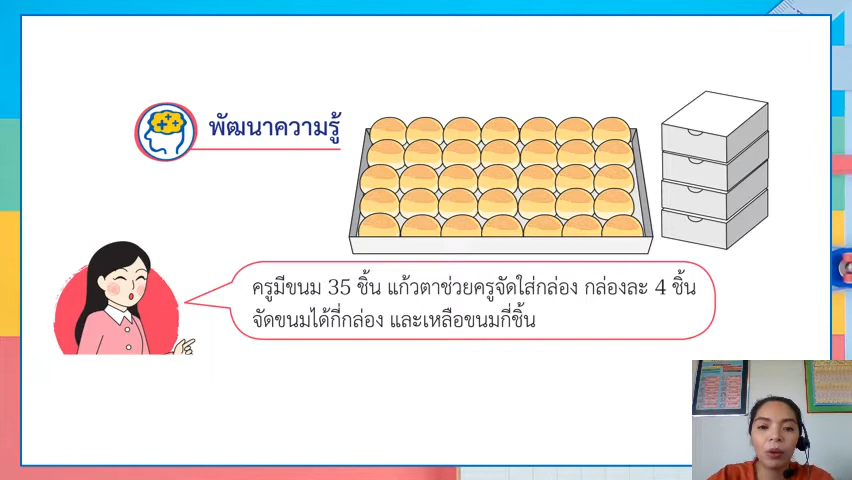 พัฒนาความรู้
ครูมีขนม 35 ชิ้น แก้วตาช่วยครูจัดใส่กล่อง กล่องละ 4 ชิ้น
จัดขนมได้กี่กล่อง และเหลือขนมกี่ชิ้น